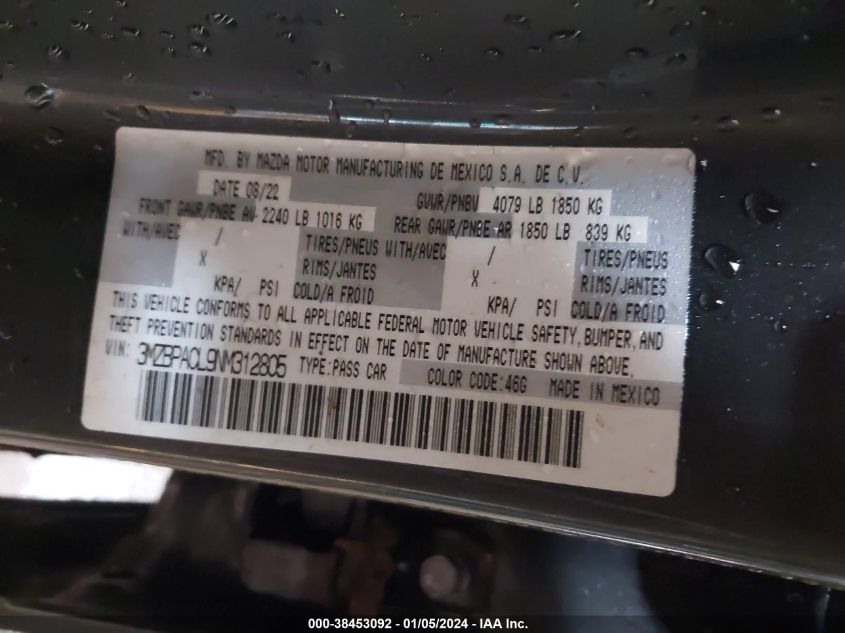 MFD. BY MAZDA MOTOR MANUFACTURING DE MEXICO S.A. DE C.V.
DATE 08/22 GVWR/PNBV 4079 LB 1850 KG
FRONT GAWR/PNBE AV 2240 LB 1016 KG REAR GAWR/PNBE AR 1850 LB 839 KG
WITH/AVEC / TIRES/PNEUS WITH/AVEC / TIRES/PNEUS
X RIMS/JANTES X RIMS/JANTES
KPA/ PSI COLD/A FROID KPA/ PSI COLD/A FROID
THIS VEHICLE CONFORMS TO ALL APPLICABLE FEDERAL MOTOR VEHICLE SAFETY, BUMPER, AND
THEFT PREVENTION STANDARDS IN EFFECT ON THE DATE OF MANUFACTURE SHOWN ABOVE.
VIN: 3MZBPACL9NM312805 TYPE:PASS CAR COLOR CODE:46G MADE IN MEXICO
000-38453092 - 01/05/2024 - IAA Inc.